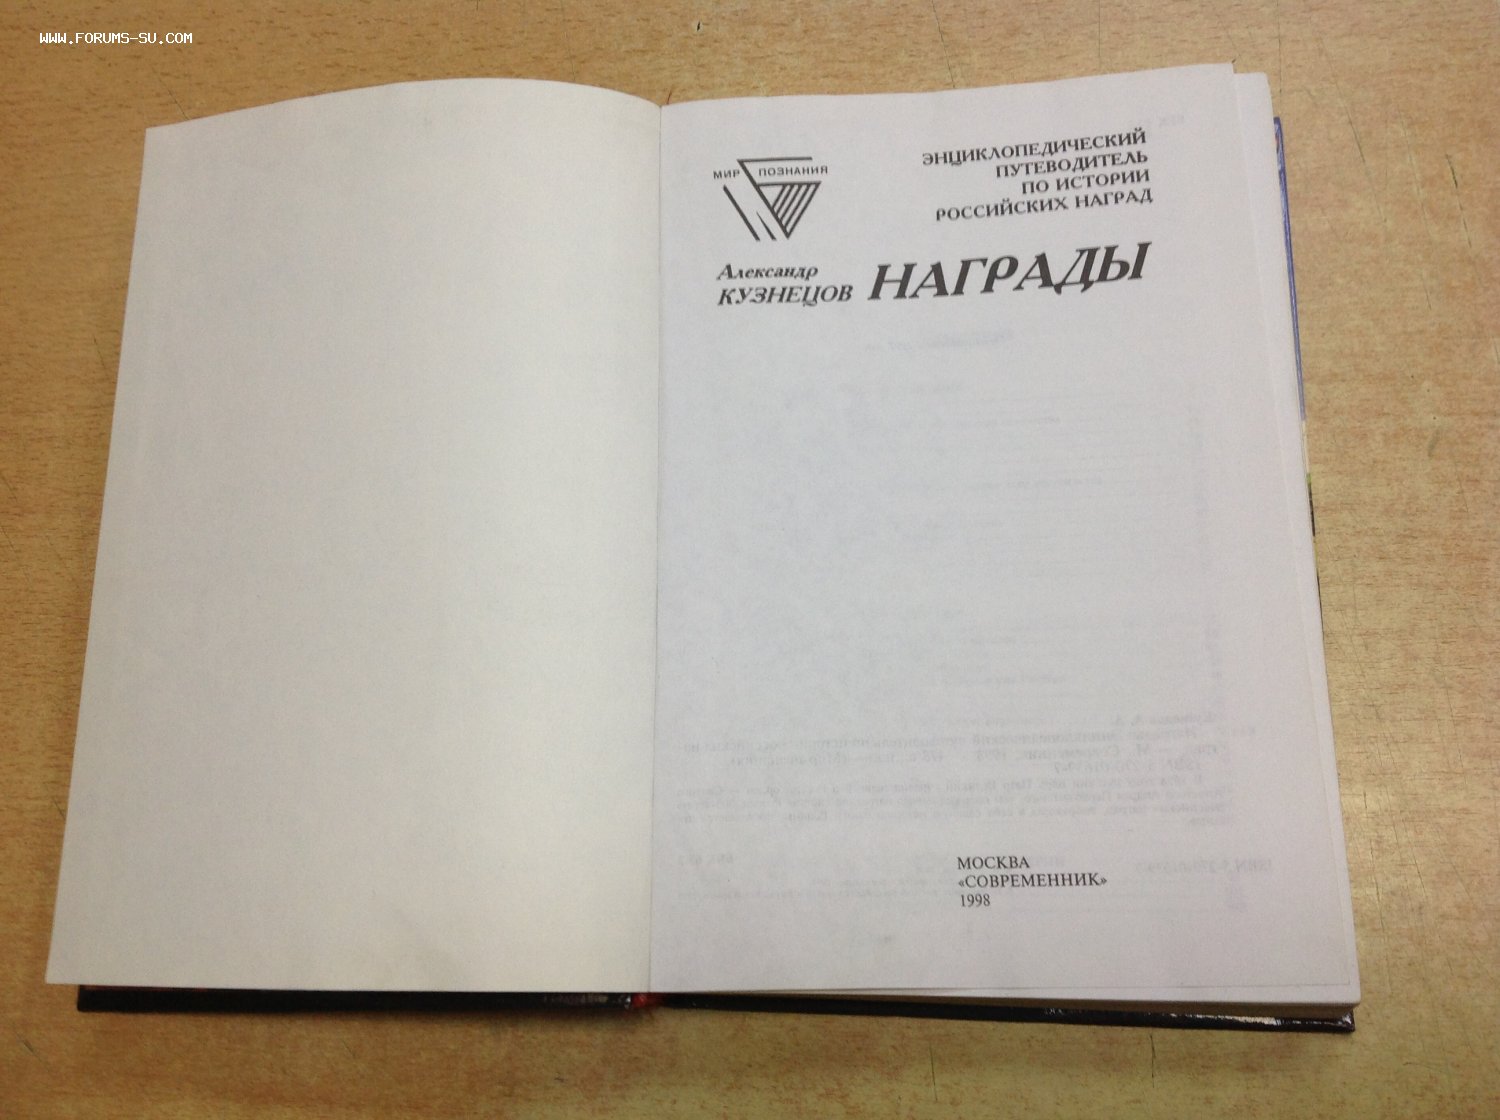 WWW.FORUMS-SU.COM
МИР ПОЗНАНИЯ
ЭНЦИКЛОПЕДИЧЕСКИЙ
ПУТЕВОДИТЕЛЬ
ПО ИСТОРИИ
РОССИЙСКИХ НАГРАД
Александр
КУЗНЕЦОВ
НАГРАДЫ
МОСКВА
«СОВРЕМЕННИК»
1998